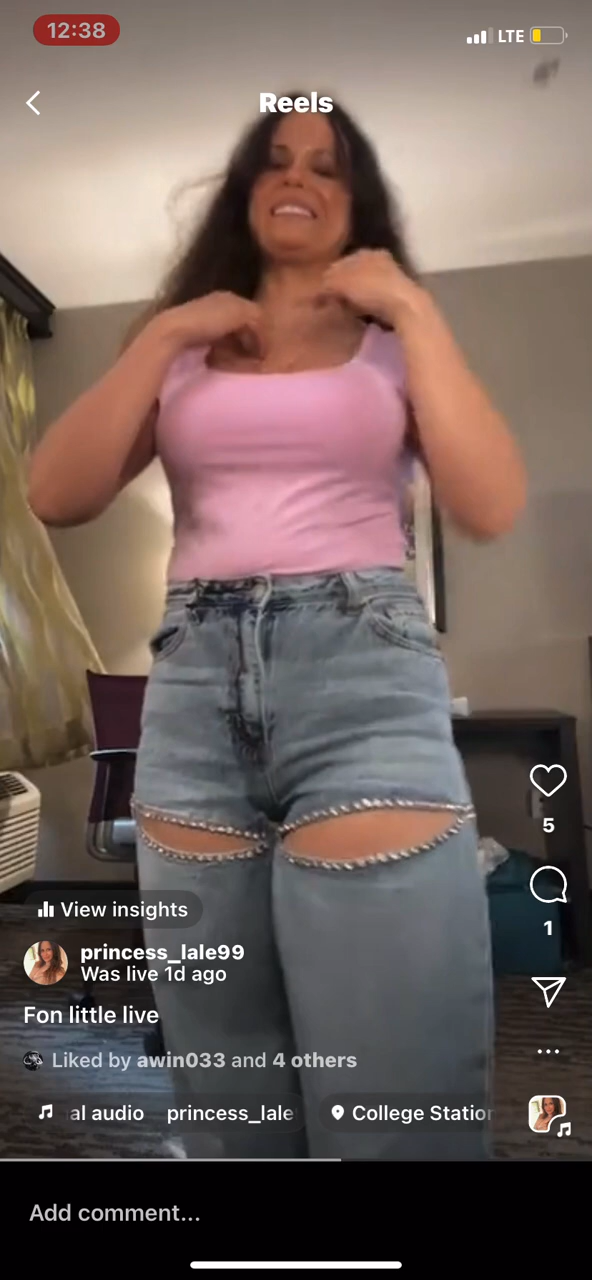 12:38
LTE
Reels
5
1
View insights
princess_lale99
Was live 1d ago
Fon little live
Liked by awin033 and 4 others
al audio princess_lale
College Station
Add comment...